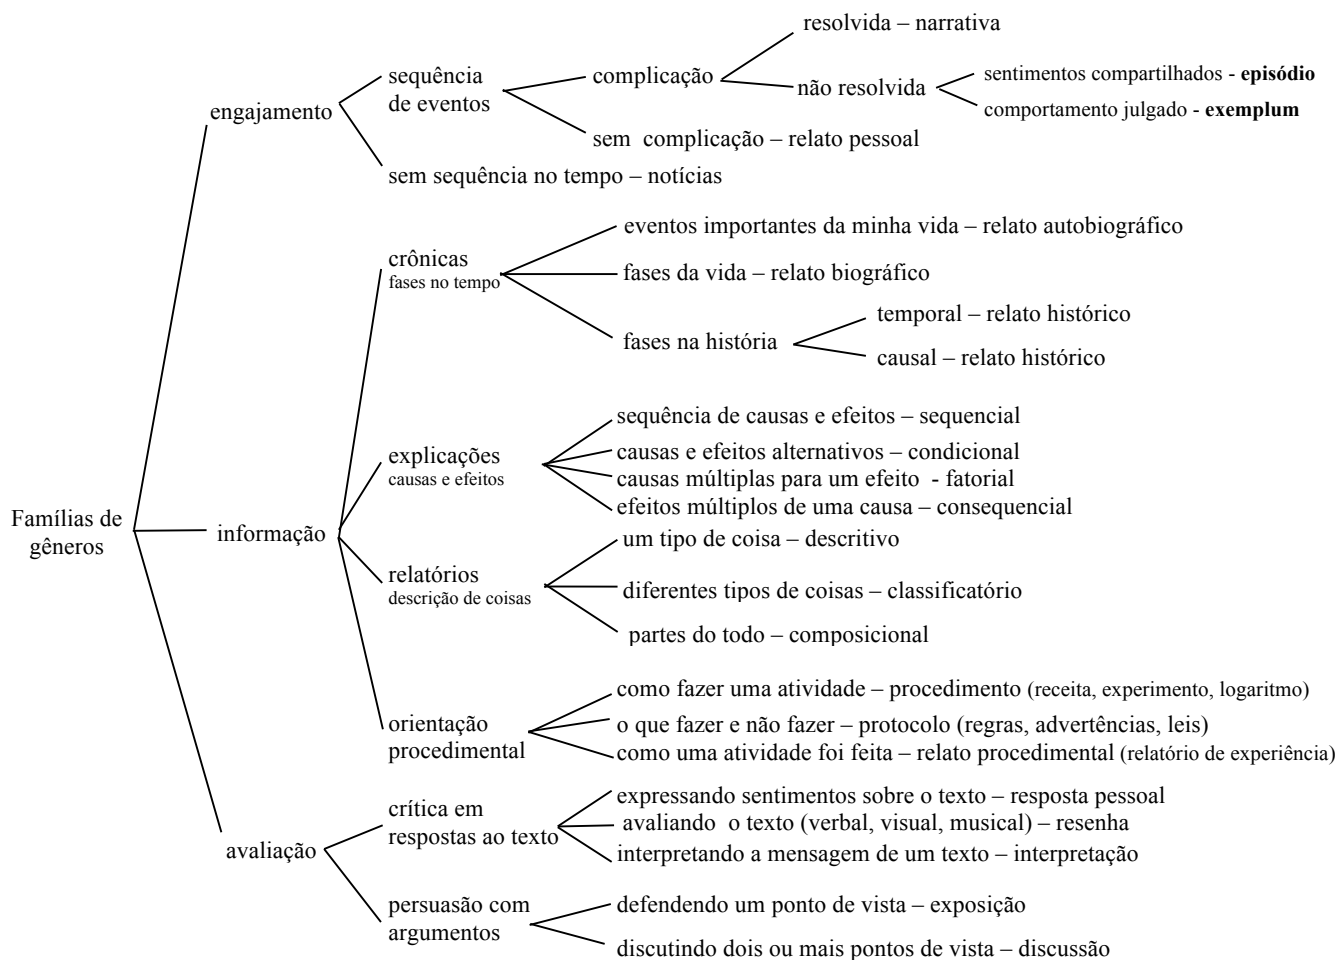 resolvida – narrativa
sequência
de eventos
complicação
não resolvida
sentimentos compartilhados - episódio
comportamento julgado - exemplum
engajamento
sem complicação – relato pessoal
sem sequência no tempo – notícias
eventos importantes da minha vida – relato autobiográfico
crônicas
fases no tempo
fases da vida – relato biográfico
temporal – relato histórico
fases na história
causal – relato histórico
sequência de causas e efeitos – sequencial
explicações
causas e efeitos
causas e efeitos alternativos – condicional
causas múltiplas para um efeito - fatorial
efeitos múltiplos de uma causa – consequencial
Famílias de
gêneros
informação
um tipo de coisa – descritivo
relatórios
descrição de coisas
diferentes tipos de coisas – classificatório
partes do todo – composicional
como fazer uma atividade – procedimento (receita, experimento, logaritmo)
orientação
procedimental
o que fazer e não fazer – protocolo (regras, advertências, leis)
como uma atividade foi feita – relato procedimental (relatório de experiência)
crítica em
respostas ao texto
expressando sentimentos sobre o texto – resposta pessoal
avaliando o texto (verbal, visual, musical) – resenha
interpretando a mensagem de um texto – interpretação
avaliação
persuasão com
argumentos
defendendo um ponto de vista – exposição
discutindo dois ou mais pontos de vista – discussão